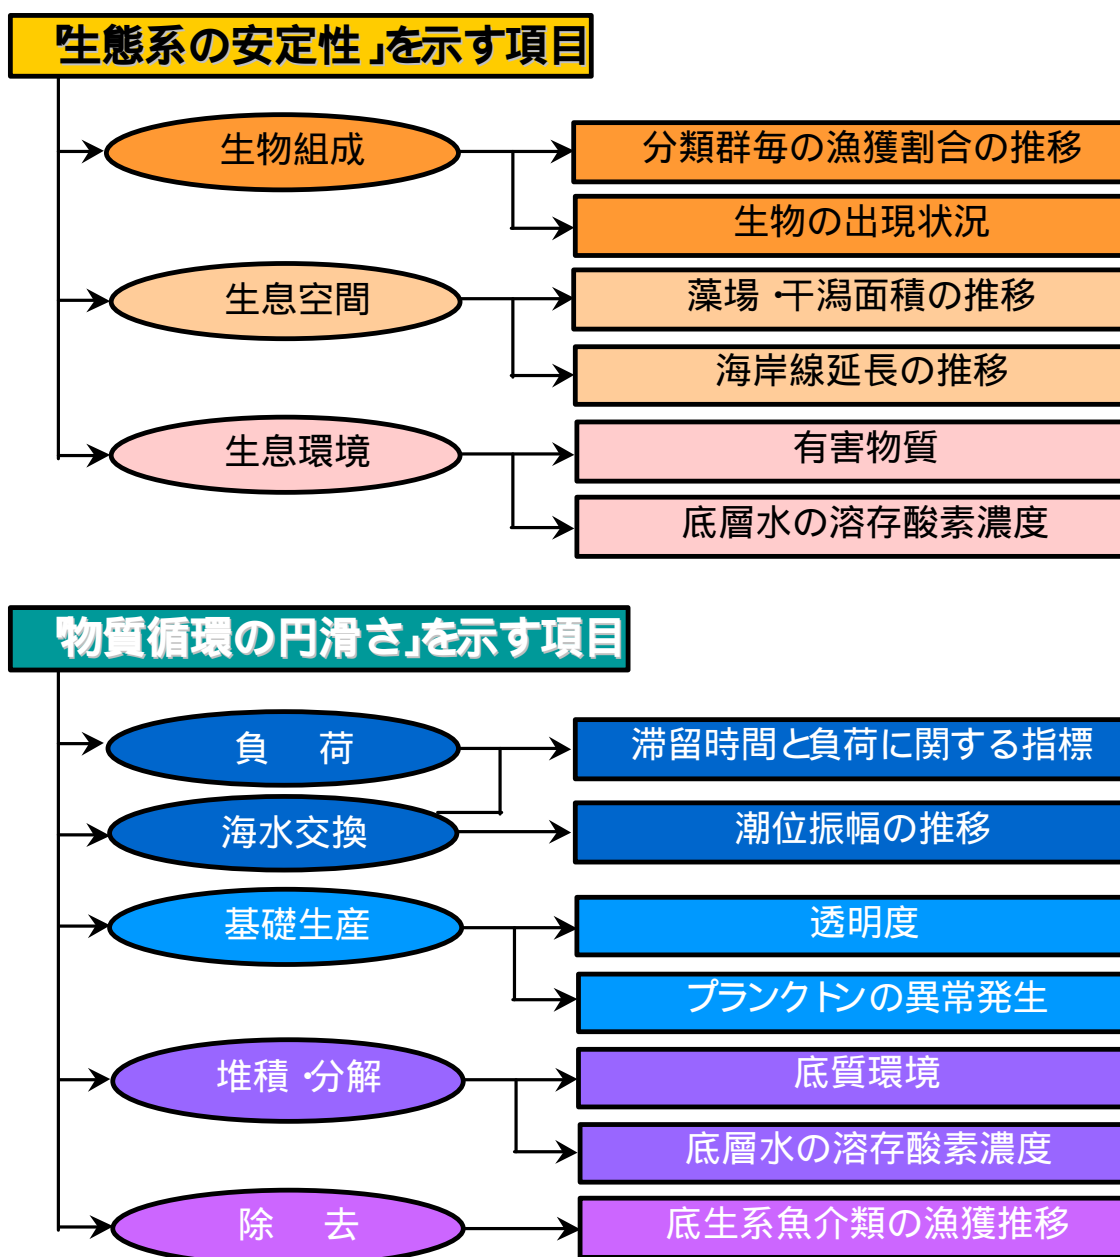 「生態系の安定性」を示す項目
生物組成
分類群毎の漁獲割合の推移
生物の出現状況
生息空間
藻場・干潟面積の推移
海岸線延長の推移
生息環境
有害物質
底層水の溶存酸素濃度
「物質循環の円滑さ」を示す項目
負　荷
滞留時間と負荷に関する指標
海水交換
潮位振幅の推移
基礎生産
透明度
プランクトンの異常発生
堆積・分解
底質環境
底層水の溶存酸素濃度
除　去
底生系魚介類の漁獲推移